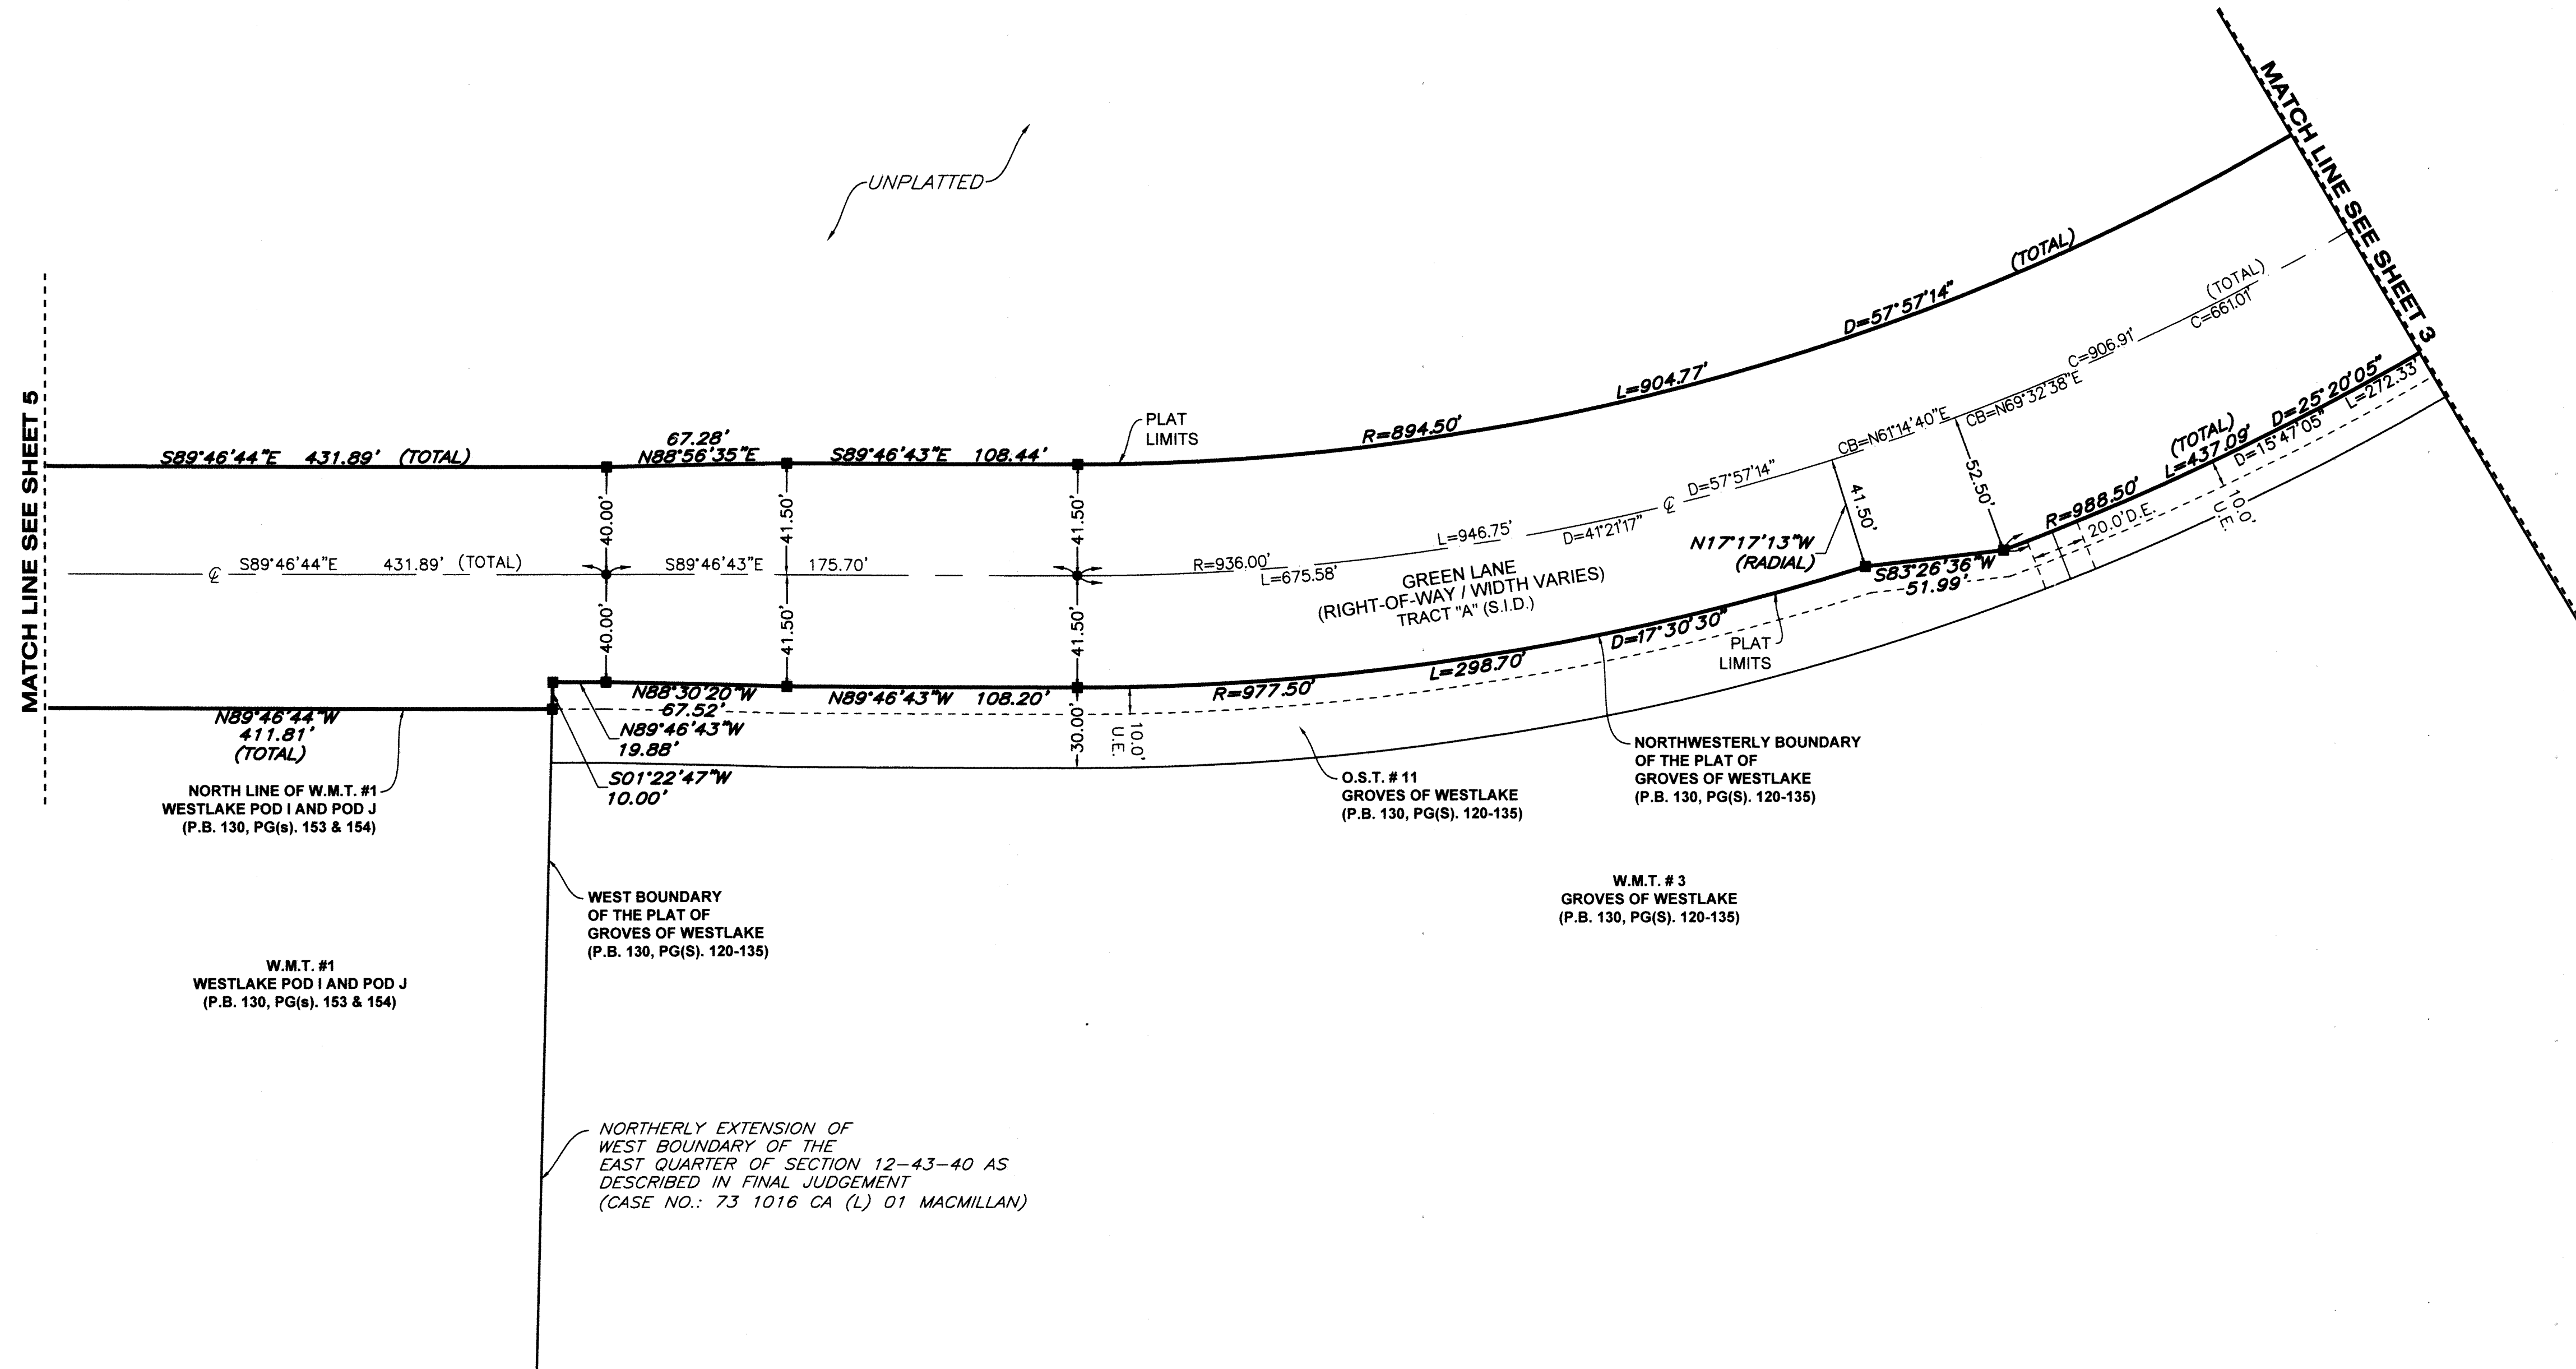 MATCH LINE SEE SHEET 5
MATCH LINE SEE SHEET 3
UNPLATTED
S89°46'44"E 431.89' (TOTAL)
67.28'
N88°56'35"E
S89°46'43"E 108.44'
PLAT
LIMITS
R=894.50'
L=904.77'
D=57°57'14"
(TOTAL)
40.00'
41.50'
41.50'
S89°46'44"E 431.89' (TOTAL)
S89°46'43"E 175.70'
R=936.00'
L=675.58'
L=946.75'
D=41°21'17"
D=57°57'14"
CB=N61°14'40"E
CB=N69°32'38"E
C=906.91'
C=661.01'
(TOTAL)
GREEN LANE
(RIGHT-OF-WAY / WIDTH VARIES)
TRACT "A" (S.I.D.)
40.00'
41.50'
41.50'
41.50'
52.50'
N17°17'13"W
(RADIAL)
S83°26'36"W
51.99'
R=988.50'
L=437.09'
(TOTAL)
D=25°20'05"
D=15°47'05"
L=272.33'
20.0'D.E.
10.0'
U.E.
N89°46'44"W
411.81'
(TOTAL)
N88°30'20"W
67.52'
N89°46'43"W 108.20'
R=977.50'
L=298.70'
D=17°30'30"
PLAT
LIMITS
N89°46'43"W
19.88'
S01°22'47"W
10.00'
30.00'
10.0'
U.E.
NORTH LINE OF W.M.T. #1
WESTLAKE POD I AND POD J
(P.B. 130, PG(s). 153 & 154)
O.S.T. # 11
GROVES OF WESTLAKE
(P.B. 130, PG(S). 120-135)
NORTHWESTERLY BOUNDARY
OF THE PLAT OF
GROVES OF WESTLAKE
(P.B. 130, PG(S). 120-135)
WEST BOUNDARY
OF THE PLAT OF
GROVES OF WESTLAKE
(P.B. 130, PG(S). 120-135)
W.M.T. # 3
GROVES OF WESTLAKE
(P.B. 130, PG(S). 120-135)
W.M.T. #1
WESTLAKE POD I AND POD J
(P.B. 130, PG(s). 153 & 154)
NORTHERLY EXTENSION OF
WEST BOUNDARY OF THE
EAST QUARTER OF SECTION 12-43-40 AS
DESCRIBED IN FINAL JUDGEMENT
(CASE NO.: 73 1016 CA (L) 01 MACMILLAN)